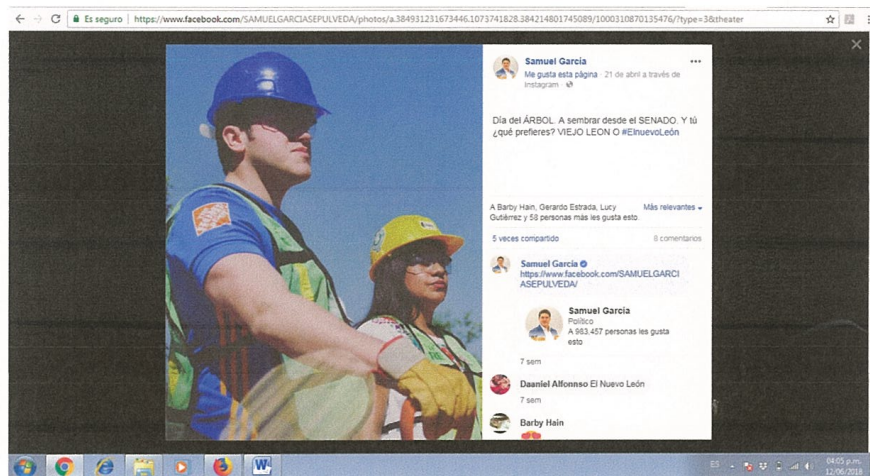 Es seguro | https://www.facebook.com/SAMUELGARCIASEPULVEDA/photos/a.384931231673446.1073741828.384214801745089/1000310870135476/?type=3&theater
Samuel García
Me gusta esta página · 21 de abril a través de
Instagram ·
Día del ÁRBOL. A sembrar desde el SENADO. Y tú
¿qué prefieres? VIEJO LEON O #ElnuevoLeón
A Barby Hain, Gerardo Estrada, Lucy
Gutiérrez y 58 personas más les gusta esto.
Más relevantes
5 veces compartido
8 comentarios
Samuel García
https://www.facebook.com/SAMUELGARCI
ASEPULVEDA/
Samuel García
Político
A 983,457 personas les gusta
esto
7 sem
Daaniel Alfonnso El Nuevo León
7 sem
Barby Hain
ES
04:05 p.m.
12/06/2018